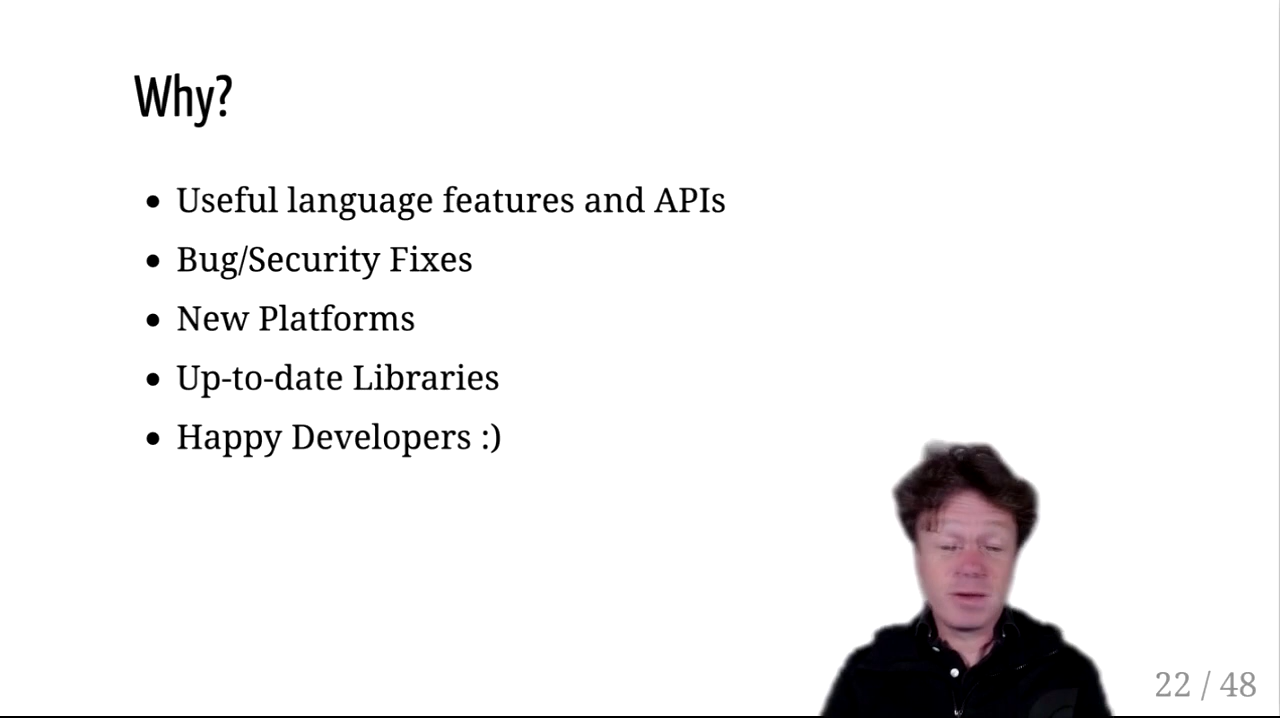 Why?
• Useful language features and APIs
• Bug/Security Fixes
• New Platforms
• Up-to-date Libraries
• Happy Developers :)
22 / 48